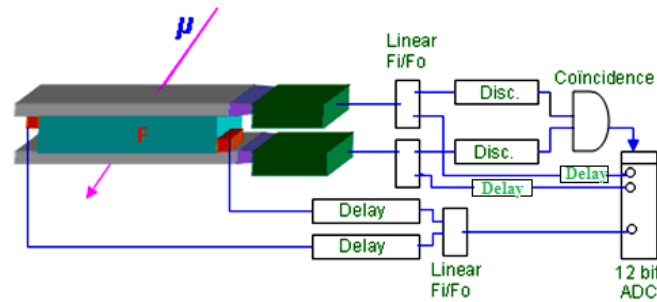 μ
Linear
Fi/Fo
Disc.
Coïncidence
F
Disc.
Delay
Delay
Delay
Delay
Linear
Fi/Fo
12 bit
ADC